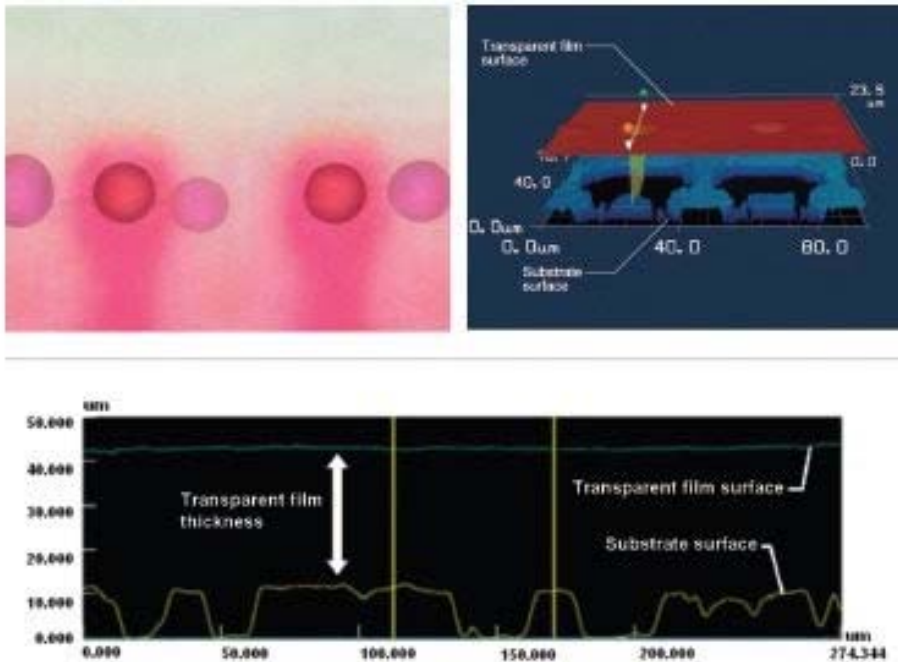 Transparent film
surface
23.5
um
0.0
40.0
0.0um
0.0um
40.0
80.0
Substrate
surface
um
50.000
40.000
30.000
20.000
10.000
0.000
Transparent film
thickness
Transparent film surface
Substrate surface
0.000
50.000
100.000
150.000
200.000
um
274.344